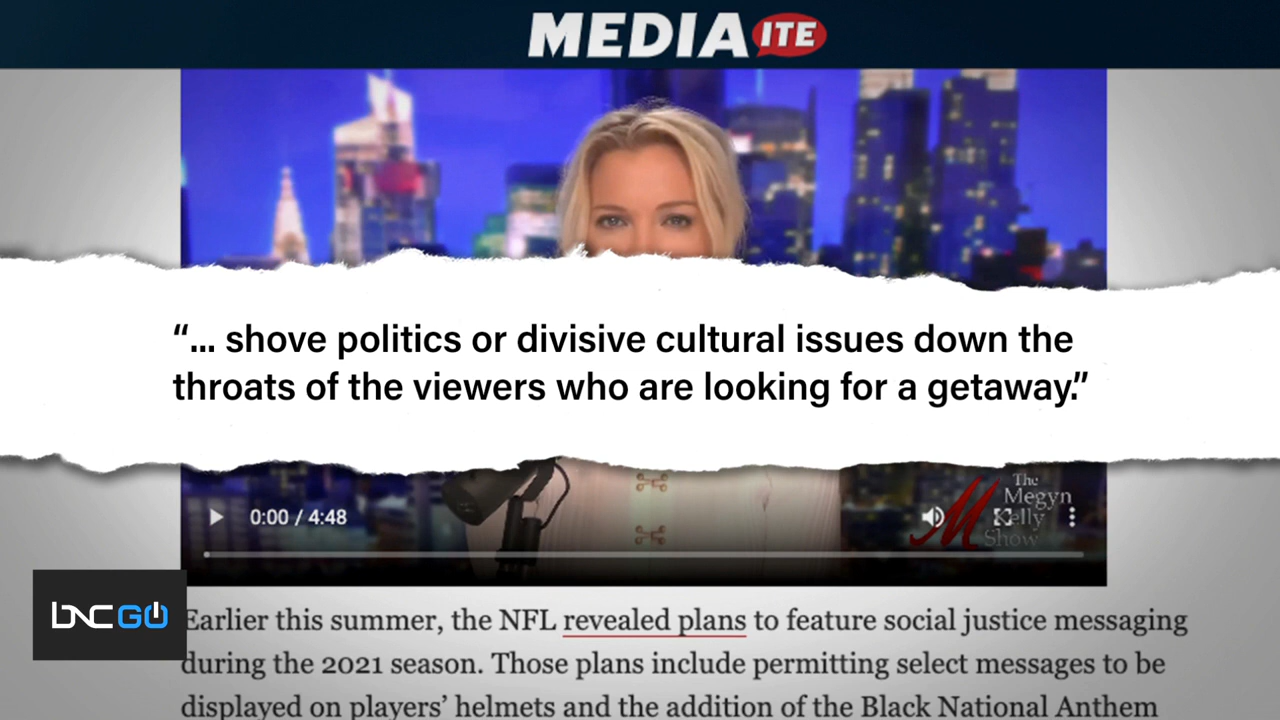 MEDIAITE
“... shove politics or divisive cultural issues down the
throats of the viewers who are looking for a getaway.”
The
Megyn
Kelly
Show
0:00 / 4:48
bNCGO
Earlier this summer, the NFL revealed plans to feature social justice messaging
during the 2021 season. Those plans include permitting select messages to be
displayed on players’ helmets and the addition of the Black National Anthem